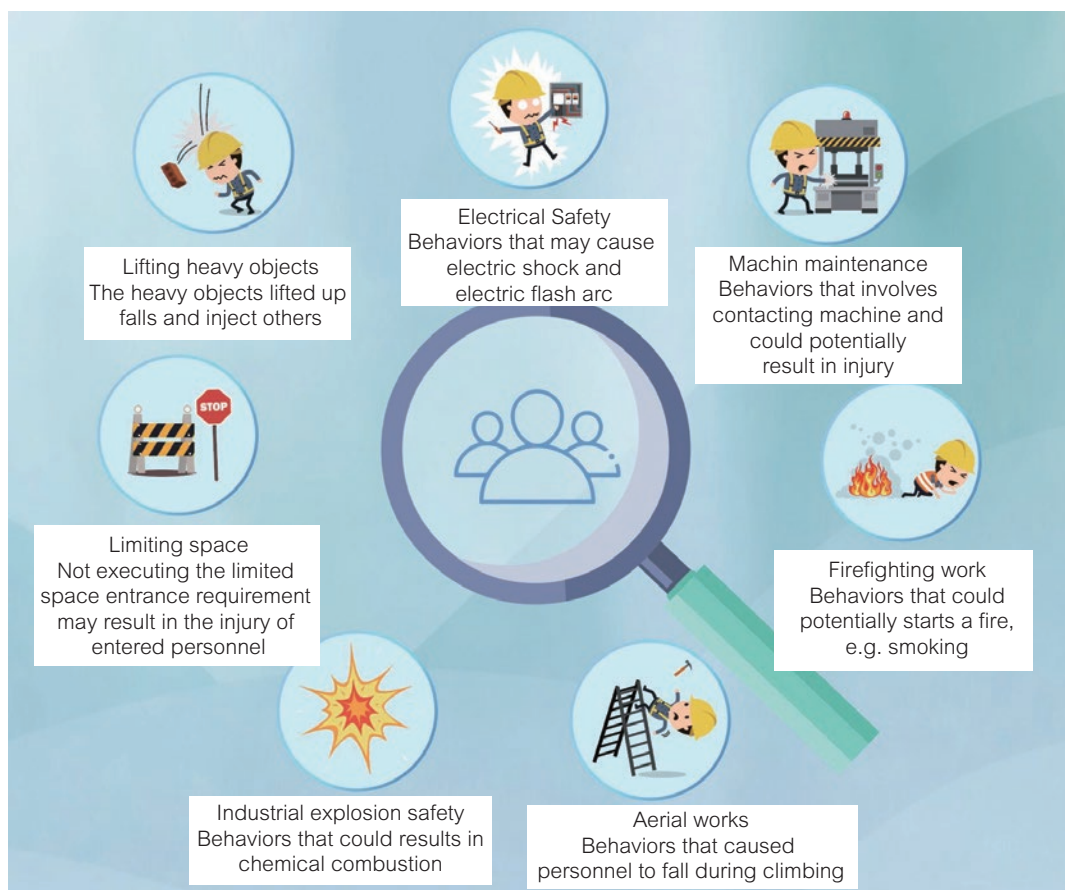 Electrical Safety
Behaviors that may cause
electric shock and
electric flash arc
Lifting heavy objects
The heavy objects lifted up
falls and inject others
Machin maintenance
Behaviors that involves
contacting machine and
could potentially
result in injury
STOP
Limiting space
Not executing the limited
space entrance requirement
may result in the injury of
entered personnel
Firefighting work
Behaviors that could
potentially starts a fire,
e.g. smoking
Industrial explosion safety
Behaviors that could results in
chemical combustion
Aerial works
Behaviors that caused
personnel to fall during climbing